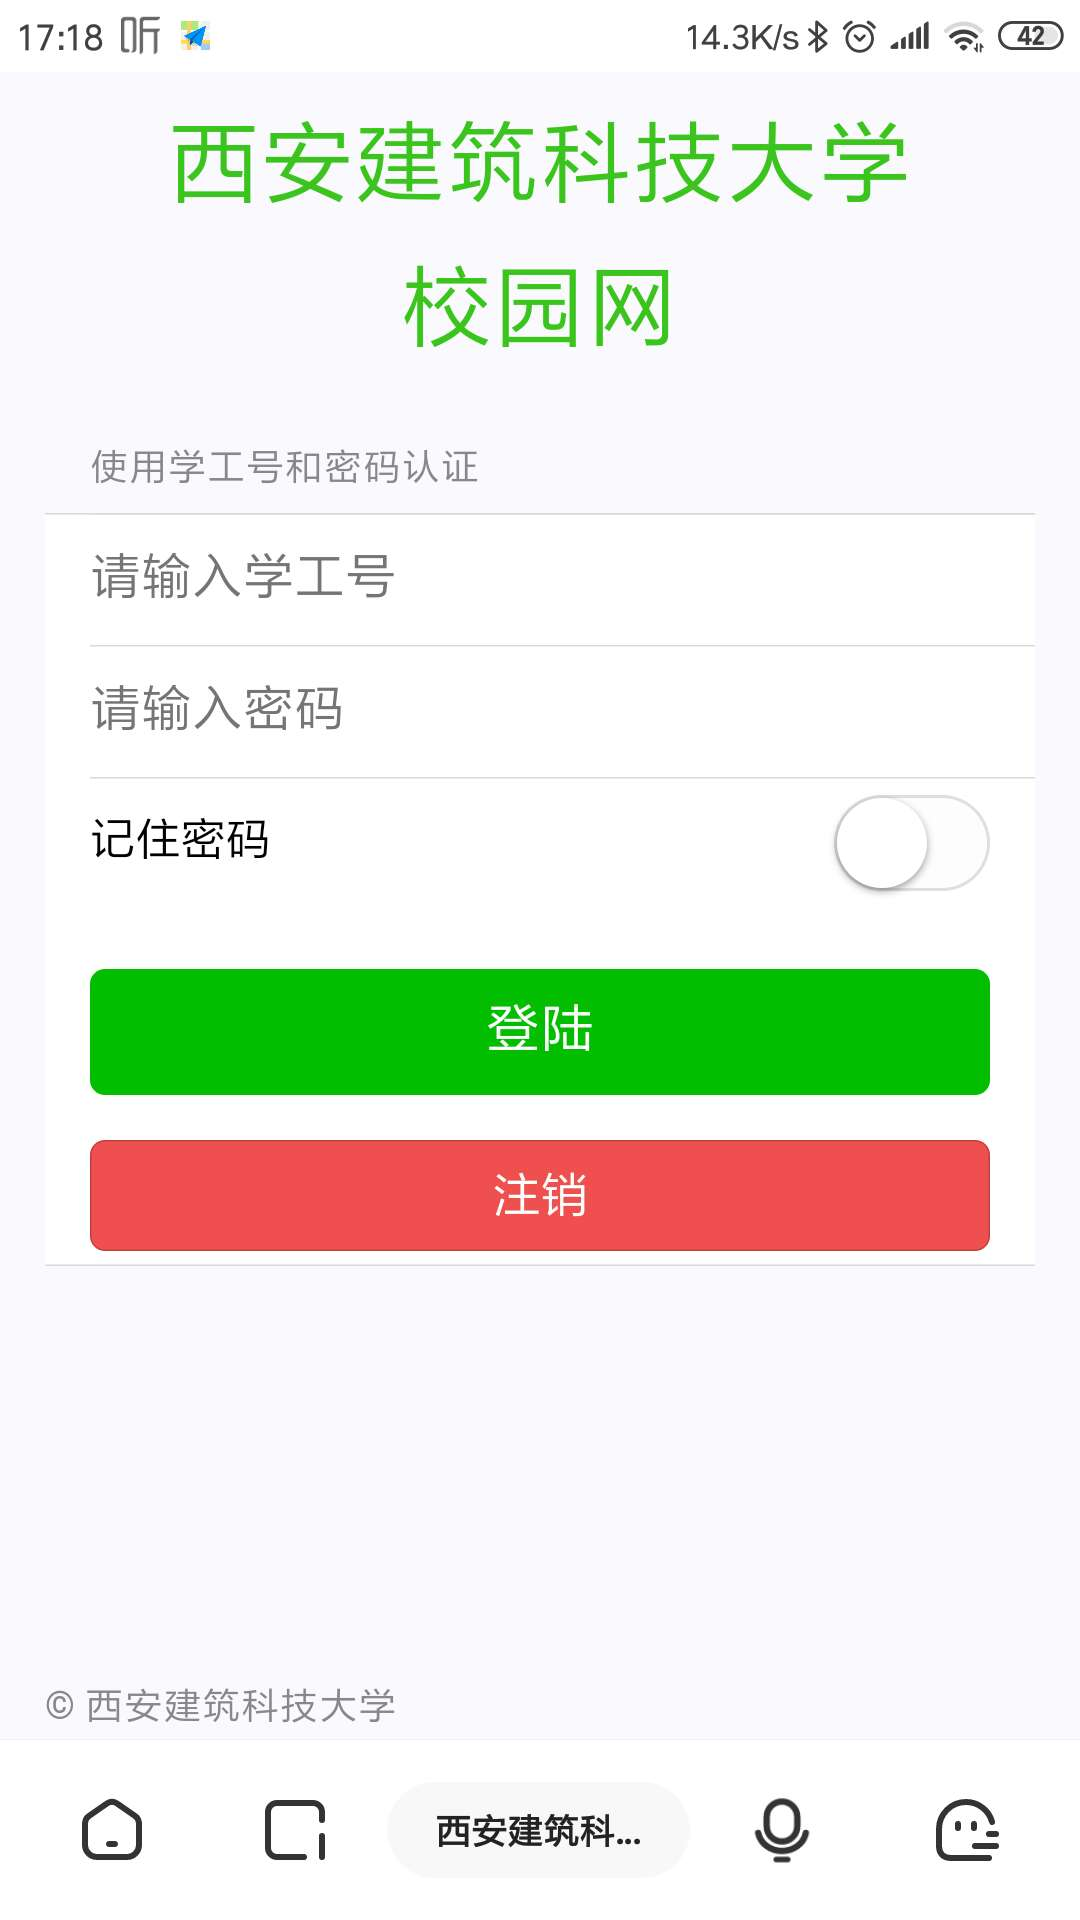 17:18 听 14.3K/s 42
西安建筑科技大学
校园网
使用学工号和密码认证
请输入学工号
请输入密码
记住密码
登陆
注销
© 西安建筑科技大学
西安建筑科...